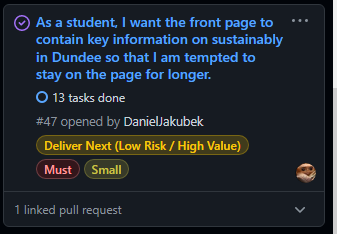 As a student, I want the front page to
contain key information on sustainably
in Dundee so that I am tempted to
stay on the page for longer.
13 tasks done
#47 opened by DanielJakubek
Deliver Next (Low Risk / High Value)
Must Small
1 linked pull request